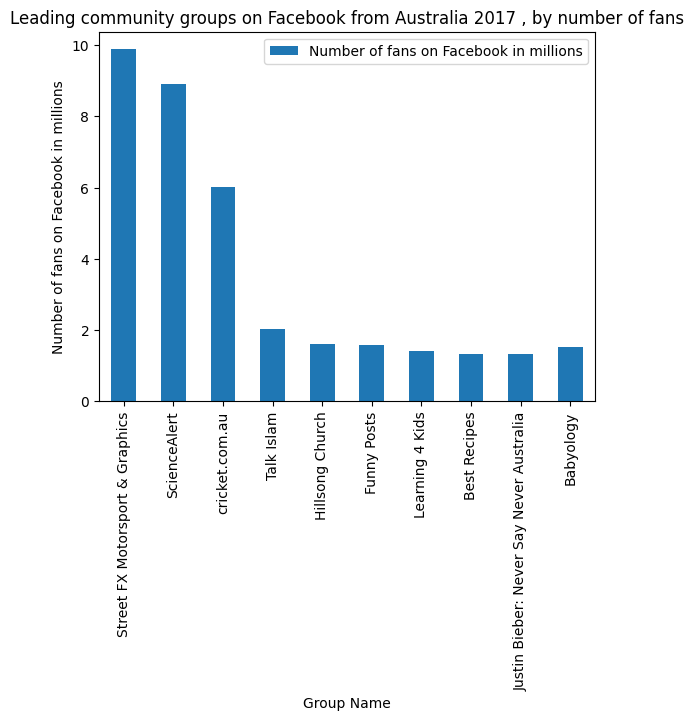 Leading community groups on Facebook from Australia 2017 , by number of fans
Number of fans on Facebook in millions
Number of fans on Facebook in millions
10
8
6
4
2
0
Street FX Motorsport & Graphics
ScienceAlert
cricket.com.au
Talk Islam
Hillsong Church
Funny Posts
Learning 4 Kids
Best Recipes
Justin Bieber: Never Say Never Australia
Babyology
Group Name